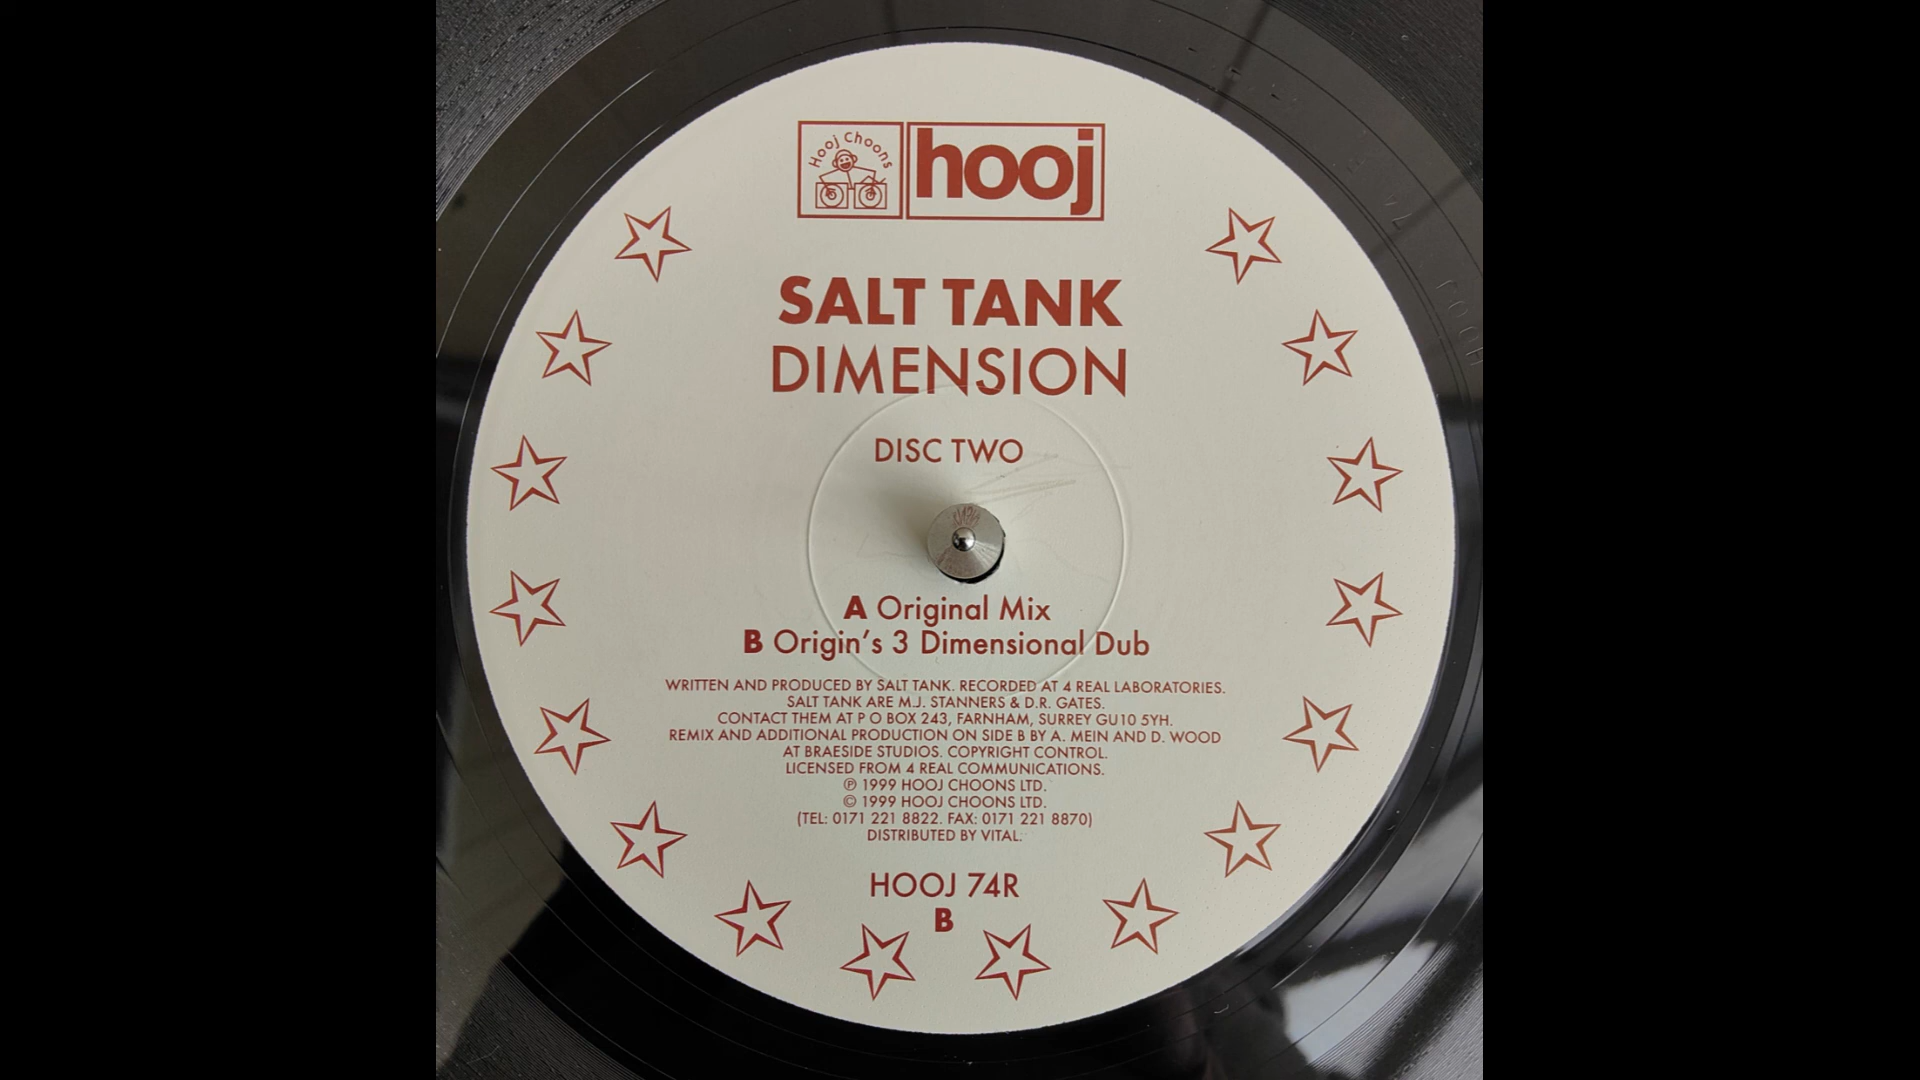 Hooj Choons
hooj
SALT TANK
DIMENSION
DISC TWO
A Original Mix
B Origin's 3 Dimensional Dub
WRITTEN AND PRODUCED BY SALT TANK. RECORDED AT 4 REAL LABORATORIES.
SALT TANK ARE M.J. STANNERS & D.R. GATES.
CONTACT THEM AT P O BOX 243, FARNHAM, SURREY GU10 5YH.
REMIX AND ADDITIONAL PRODUCTION ON SIDE B BY A. MEIN AND D. WOOD
AT BRAESIDE STUDIOS. COPYRIGHT CONTROL.
LICENSED FROM 4 REAL COMMUNICATIONS.
℗ 1999 HOOJ CHOONS LTD.
© 1999 HOOJ CHOONS LTD.
(TEL: 0171 221 8822. FAX: 0171 221 8870)
DISTRIBUTED BY VITAL.
HOOJ 74R
B